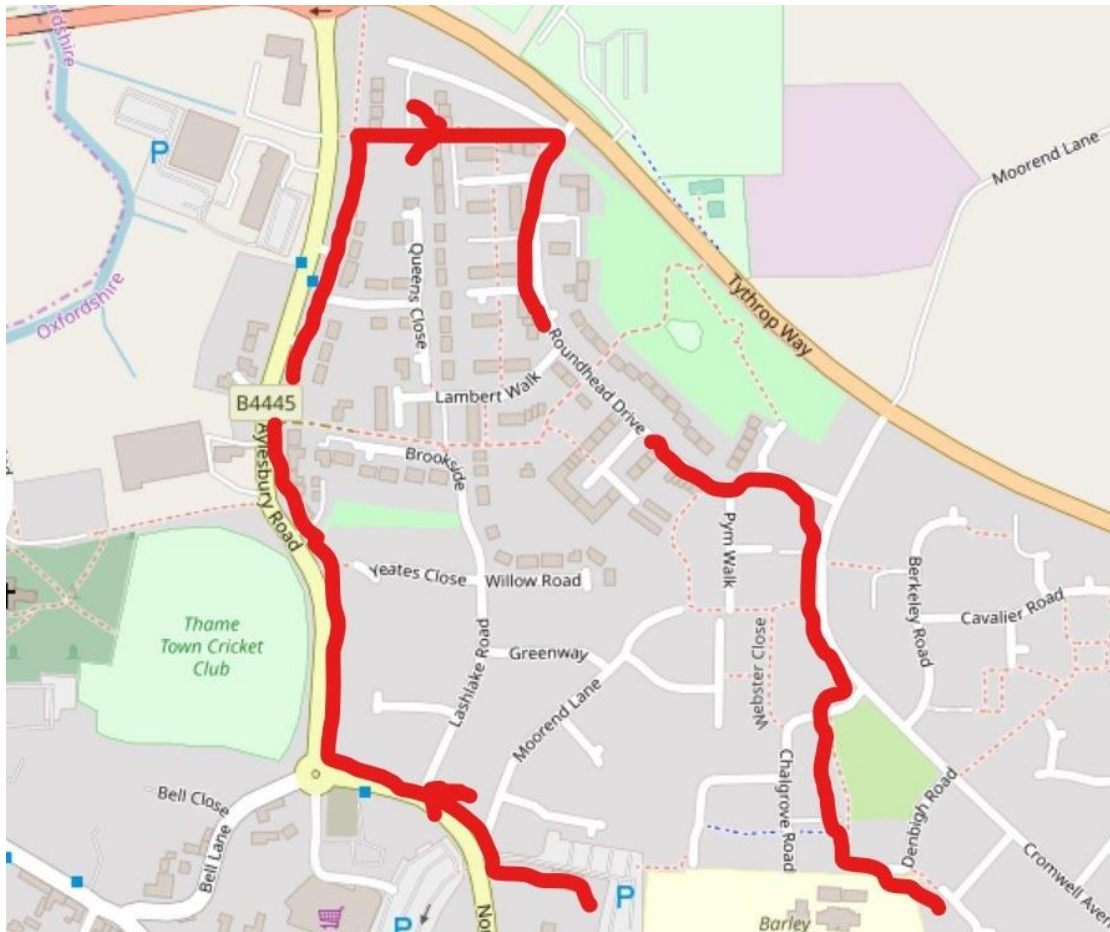 Oxfordshire
P
Oxfordshire
Moorend Lane
Tythrop Way
Queens Close
Roundhead Drive
Lambert Walk
B4445
Aylesbury Road
Brookside
Pym Walk
Berkeley Road
Cavalier Road
Yeates Close
Willow Road
Thame
Town Cricket
Club
Greenway
Webster Close
Lashlake Road
Moorend Lane
Chalgrove Road
Denbigh Road
Bell Close
Bell Lane
Cromwell Aven
P
P
Barley